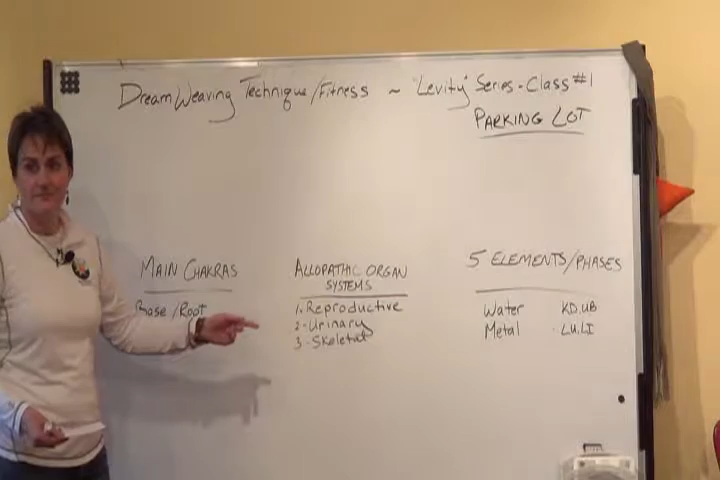 DreamWeaving Technique/Fitness ~ "Levity" Series - Class #1
PARKING LOT
MAIN CHAKRAS
Base/Root
ALLOPATHIC ORGAN
SYSTEMS
1. Reproductive
2. Urinary
3. Skeletal
5 ELEMENTS/PHASES
Water KD.UB
Metal LU.LI